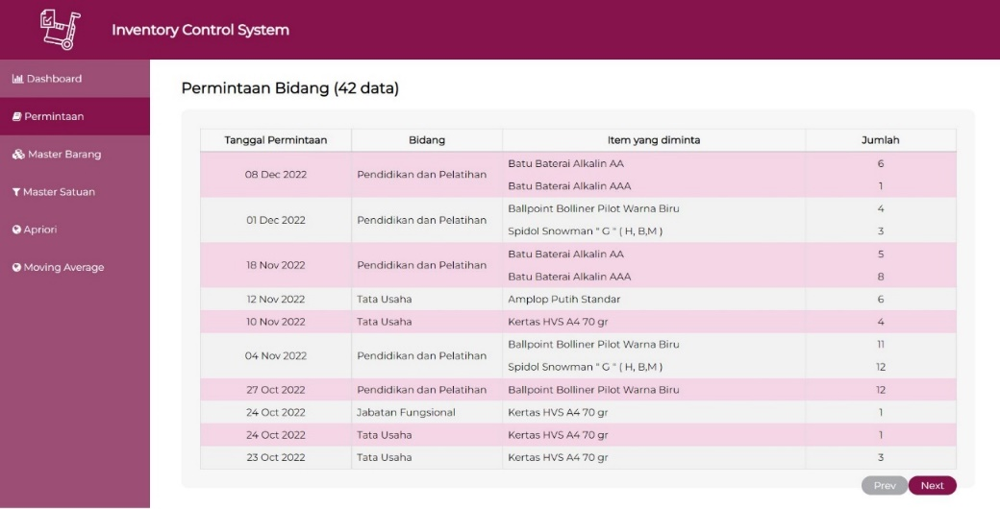 Inventory Control System
Dashboard
Permintaan
Master Barang
Master Satuan
Apriori
Moving Average
Permintaan Bidang (42 data)
Tanggal Permintaan Bidang Item yang diminta Jumlah
08 Dec 2022 Pendidikan dan Pelatihan Batu Baterai Alkalin AA 6
Batu Baterai Alkalin AAA 1
01 Dec 2022 Pendidikan dan Pelatihan Ballpoint Bolliner Pilot Warna Biru 4
Spidol Snowman " G " ( H, B,M ) 3
18 Nov 2022 Pendidikan dan Pelatihan Batu Baterai Alkalin AA 5
Batu Baterai Alkalin AAA 8
12 Nov 2022 Tata Usaha Amplop Putih Standar 6
10 Nov 2022 Tata Usaha Kertas HVS A4 70 gr 4
04 Nov 2022 Pendidikan dan Pelatihan Ballpoint Bolliner Pilot Warna Biru 11
Spidol Snowman " G " ( H, B,M ) 12
27 Oct 2022 Pendidikan dan Pelatihan Ballpoint Bolliner Pilot Warna Biru 12
24 Oct 2022 Jabatan Fungsional Kertas HVS A4 70 gr 1
24 Oct 2022 Tata Usaha Kertas HVS A4 70 gr 1
23 Oct 2022 Tata Usaha Kertas HVS A4 70 gr 3
Prev Next